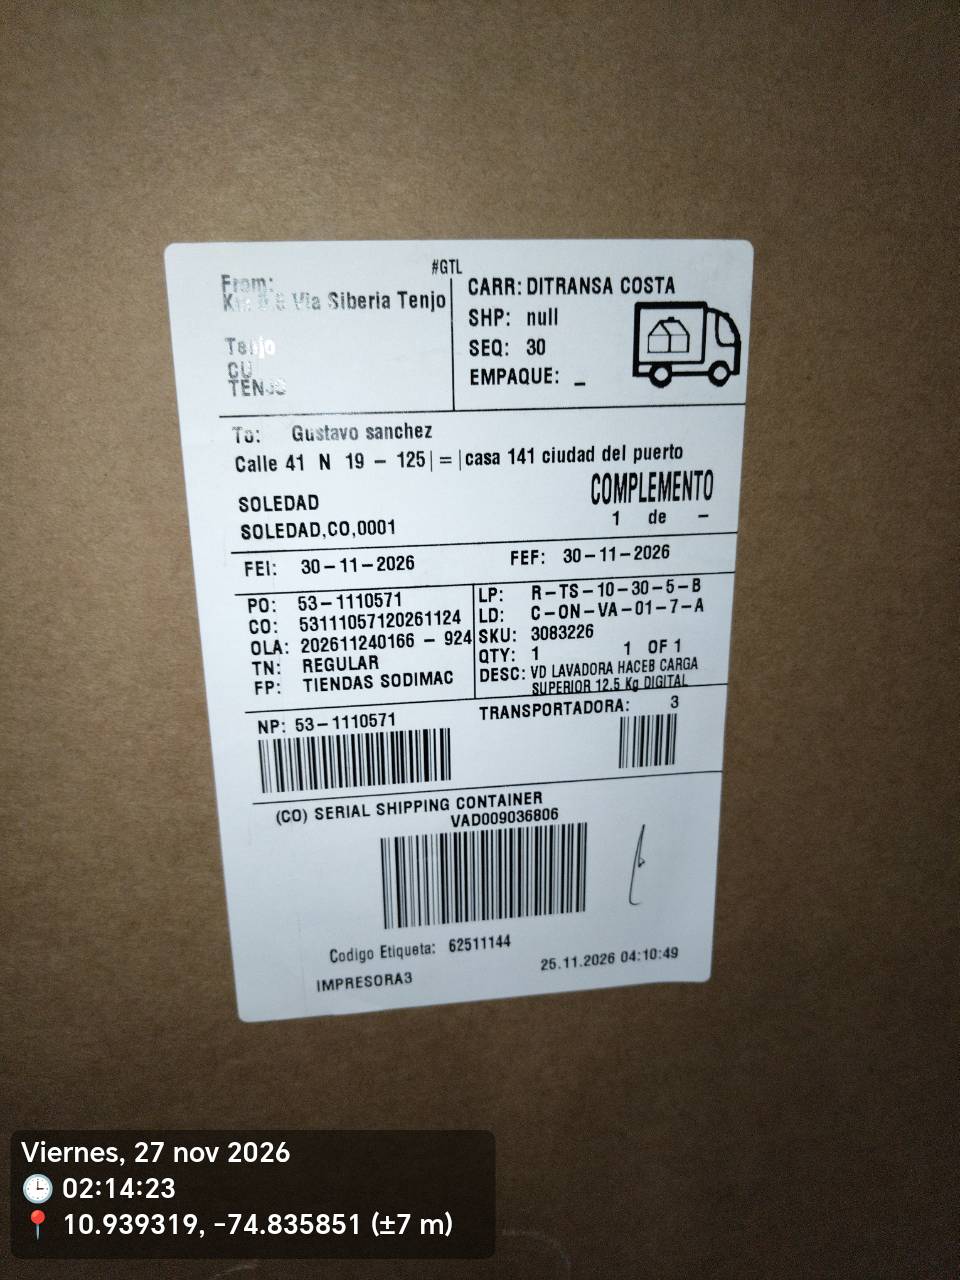 #GTL
From:
Km 0.8 Via Siberia Tenjo
Tenjo
CU
TENJO
CARR: DITRANSA COSTA
SHP: null
SEQ: 30
EMPAQUE: _
To: Gustavo sanchez
Calle 41 N 19 – 125|=|casa 141 ciudad del puerto
SOLEDAD
SOLEDAD,CO,0001
COMPLEMENTO
1 de –
FEI: 30–11–2026
FEF: 30–11–2026
PO: 53–1110571
CO: 53111057120261124
OLA: 202611240166 – 924
TN: REGULAR
FP: TIENDAS SODIMAC
LP: R–TS–10–30–5–B
LD: C–ON–VA–01–7–A
SKU: 3083226
QTY: 1 1 OF 1
DESC: VD LAVADORA HACEB CARGA
SUPERIOR 12.5 Kg DIGITAL
NP: 53–1110571
TRANSPORTADORA: 3
(CO) SERIAL SHIPPING CONTAINER
VAD009036806
Codigo Etiqueta: 62511144
IMPRESORA3
25.11.2026 04:10:49
Viernes, 27 nov 2026
02:14:23
10.939319, -74.835851 (±7 m)